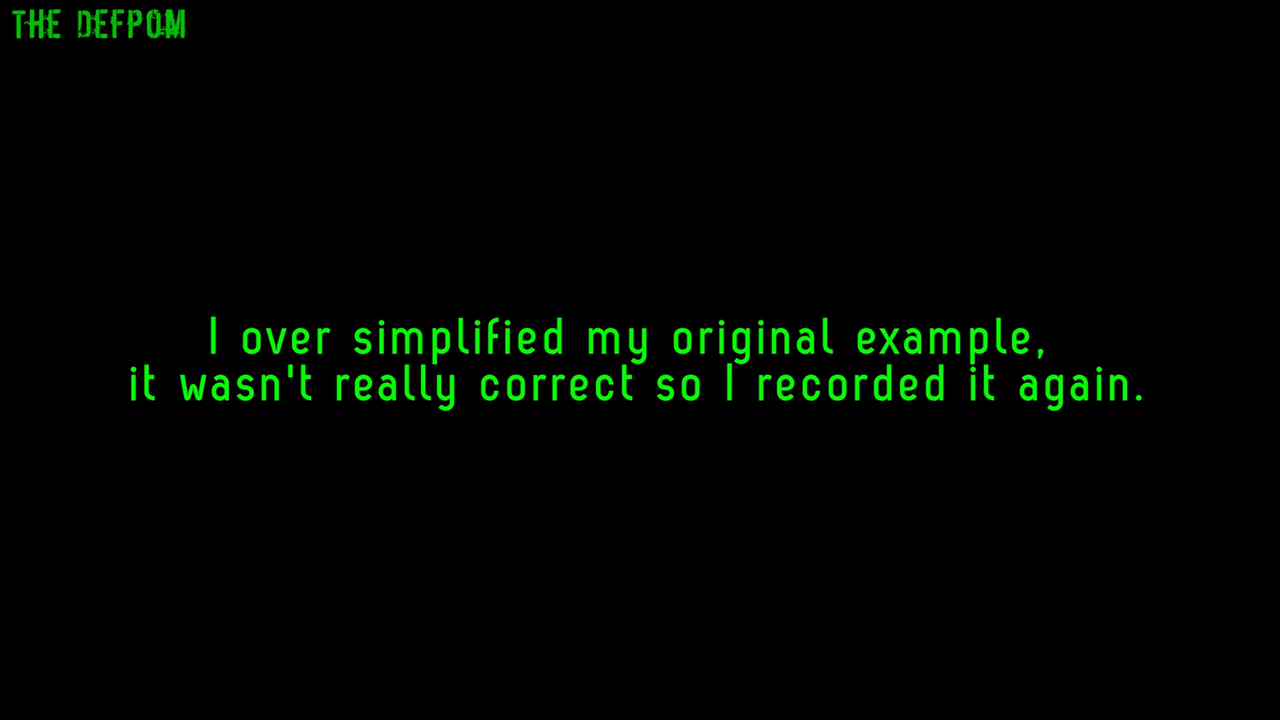 THE DEFPOM
I over simplified my original example,
it wasn't really correct so I recorded it again.